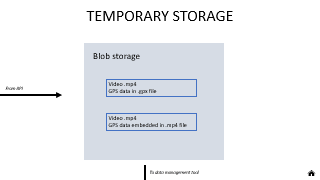 TEMPORARY STORAGE
Blob storage
From API
Video .mp4
GPS data in .gpx file
Video .mp4
GPS data embedded in .mp4 file
To data management tool